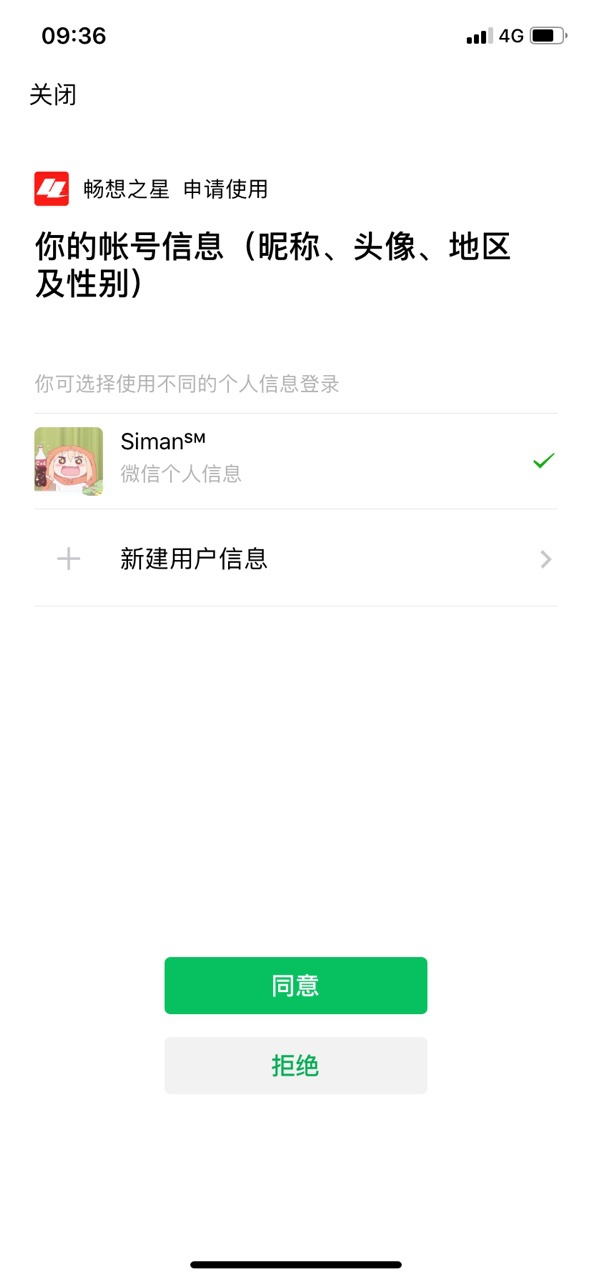 09:36
4G
关闭
畅想之星 申请使用
你的帐号信息（昵称、头像、地区
及性别）
你可选择使用不同的个人信息登录
Siman℠
微信个人信息
新建用户信息
同意
拒绝